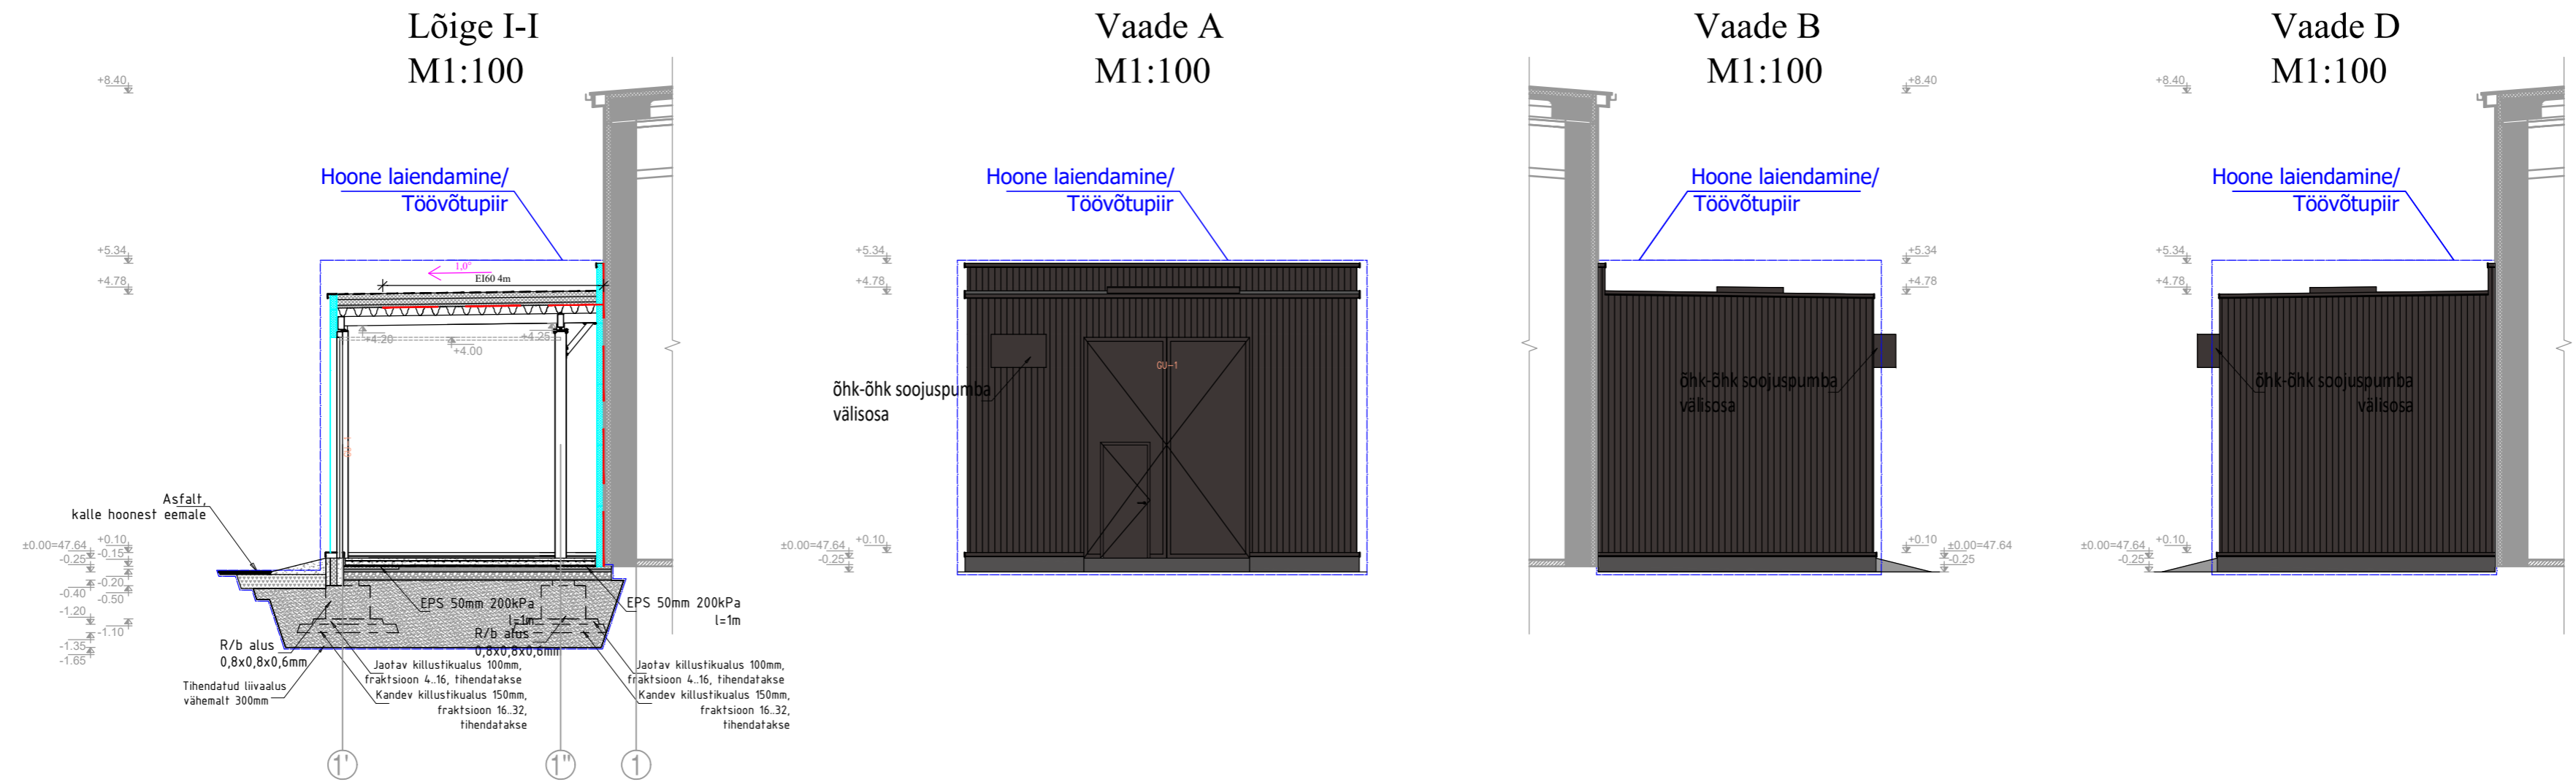 Lõige I-I
M1:100
+8.40
Hoone laiendamine/
Töövõtupiir
+5.34
+4.78
1,0°
EI60 4m
+4.20
+4.25
+4.00
Asfalt,
kalle hoonest eemale
±0.00=47.64
+0.10
-0.15
-0.25
-0.20
-0.40
-0.50
-1.20
-1.10
-1.35
-1.65
EPS 50mm 200kPa
l=1m
EPS 50mm 200kPa
l=1m
R/b alus
0,8x0,8x0,6mm
R/b alus
0,8x0,8x0,6mm
Tihendatud liivaalus
vähemalt 300mm
Jaotav killustikualus 100mm,
fraktsioon 4..16, tihendatakse
Kandev killustikualus 150mm,
fraktsioon 16..32,
tihendatakse
Jaotav killustikualus 100mm,
fraktsioon 4..16, tihendatakse
Kandev killustikualus 150mm,
fraktsioon 16..32,
tihendatakse
1'
1"
1
Vaade A
M1:100
Hoone laiendamine/
Töövõtupiir
+5.34
+4.78
GU-1
õhk-õhk soojuspumba
välisosa
±0.00=47.64
+0.10
-0.25
Vaade B
M1:100
+8.40
Hoone laiendamine/
Töövõtupiir
+5.34
+4.78
õhk-õhk soojuspumba
välisosa
+0.10
±0.00=47.64
-0.25
Vaade D
M1:100
+8.40
Hoone laiendamine/
Töövõtupiir
+5.34
+4.78
õhk-õhk soojuspumba
välisosa
±0.00=47.64
+0.10
-0.25